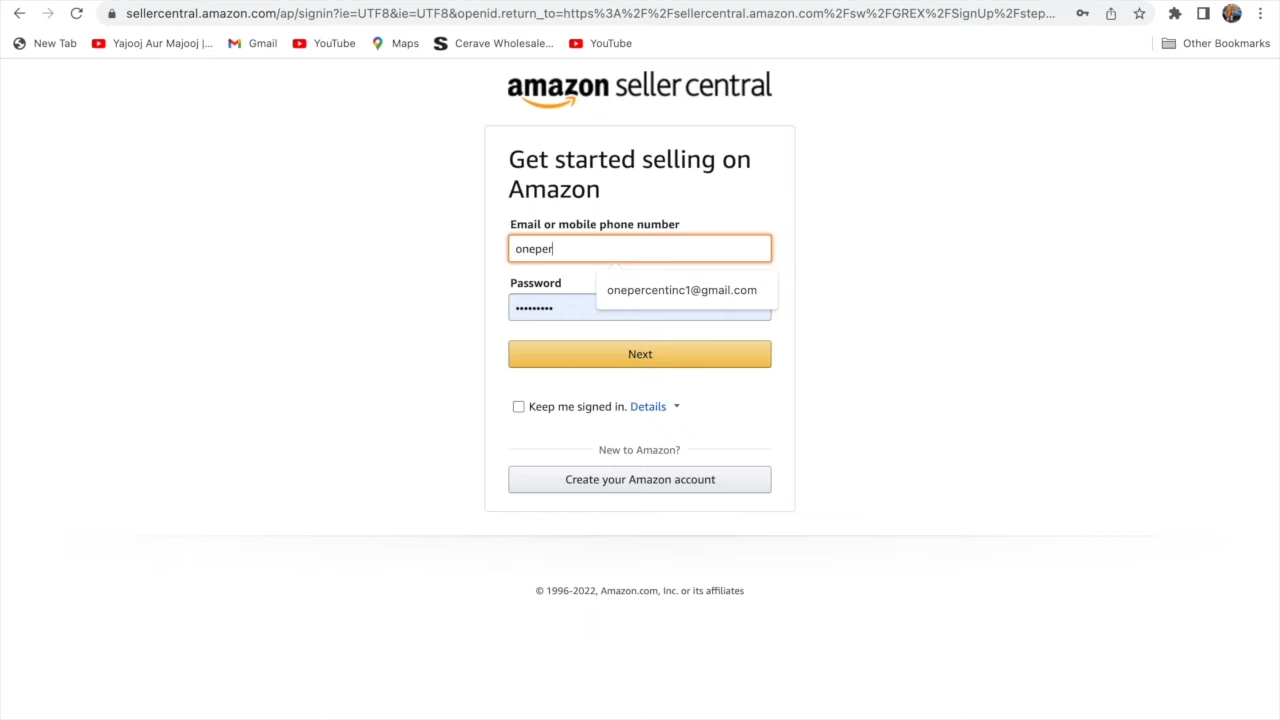 sellercentral.amazon.com/ap/signin?ie=UTF8&ie=UTF8&openid.return_to=https%3A%2F%2Fsellercentral.amazon.com%2Fsw%2FGREX%2FSignUp%2Fstep...
New Tab Yajooj Aur Majooj |... Gmail YouTube Maps Cerave Wholesale... YouTube Other Bookmarks
amazon seller central
Get started selling on
Amazon
Email or mobile phone number
oneper
Password
onepercentinc1@gmail.com
•••••••••
Next
Keep me signed in. Details
New to Amazon?
Create your Amazon account
© 1996-2022, Amazon.com, Inc. or its affiliates